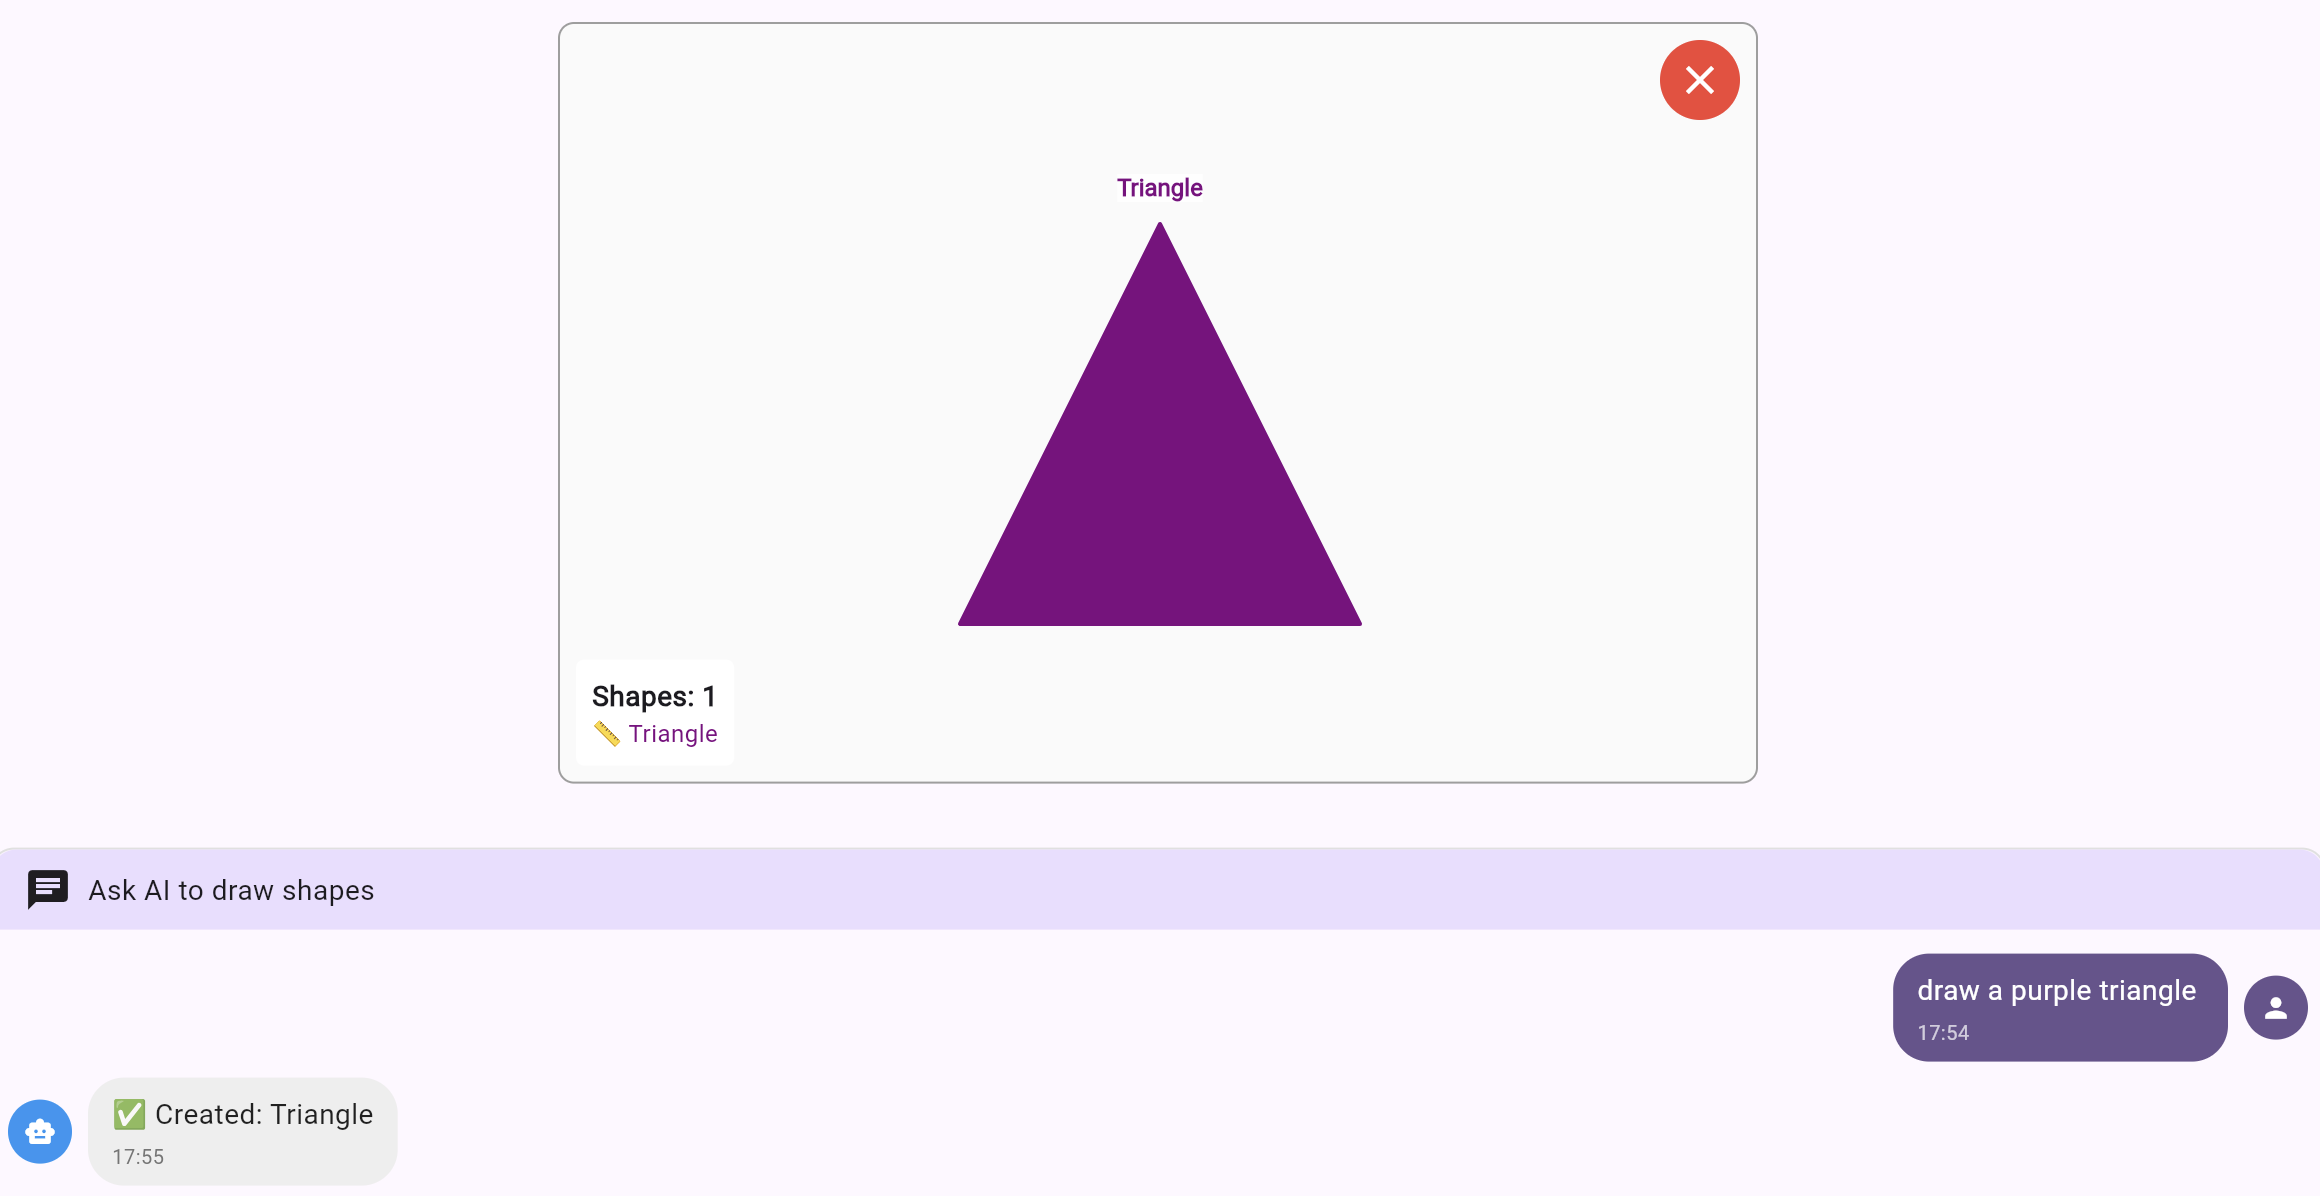 Triangle
Shapes: 1
📏 Triangle
Ask AI to draw shapes
draw a purple triangle
17:54
✅ Created: Triangle
17:55